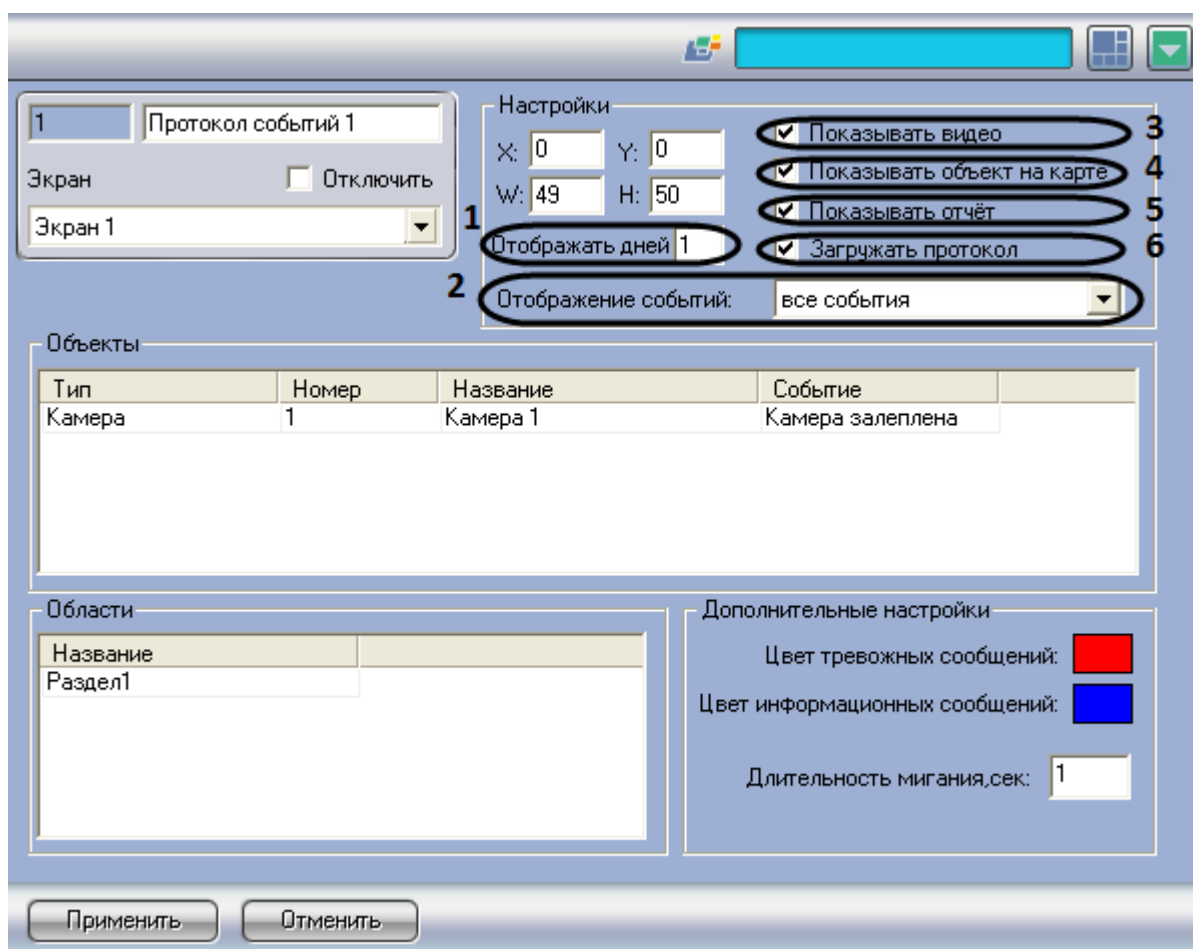 1 Протокол событий 1
Экран Отключить
Экран 1
Настройки
X: 0 Y: 0
W: 49 H: 50
1 Отображать дней 1
Показывать видео 3
Показывать объект на карте 4
Показывать отчёт 5
Загружать протокол 6
2 Отображение событий: все события
Объекты
Тип Номер Название Событие
Камера 1 Камера 1 Камера залеплена
Области
Название
Раздел1
Дополнительные настройки
Цвет тревожных сообщений:
Цвет информационных сообщений:
Длительность мигания,сек: 1
Применить Отменить